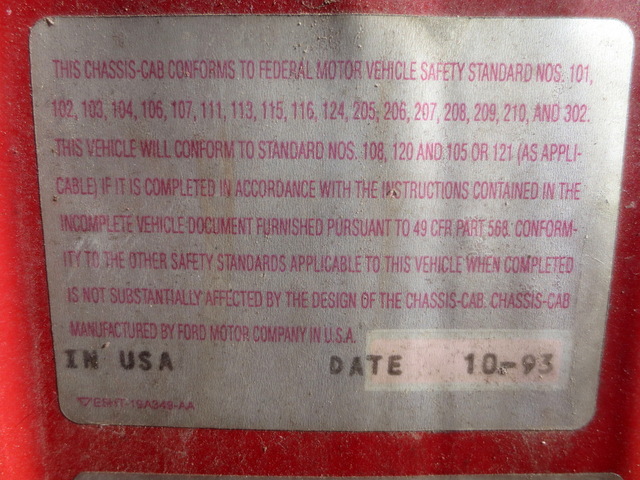 THIS CHASSIS-CAB CONFORMS TO FEDERAL MOTOR VEHICLE SAFETY STANDARD NOS. 101,
102, 103, 104, 106, 107, 111, 113, 115, 116, 124, 205, 206, 207, 208, 209, 210, AND 302.
THIS VEHICLE WILL CONFORM TO STANDARD NOS. 108, 120 AND 105 OR 121 (AS APPLI-
CABLE) IF IT IS COMPLETED IN ACCORDANCE WITH THE INSTRUCTIONS CONTAINED IN THE
INCOMPLETE VEHICLE DOCUMENT FURNISHED PURSUANT TO 49 CFR PART 568. CONFORM-
ITY TO THE OTHER SAFETY STANDARDS APPLICABLE TO THIS VEHICLE WHEN COMPLETED
IS NOT SUBSTANTIALLY AFFECTED BY THE DESIGN OF THE CHASSIS-CAB. CHASSIS-CAB
MANUFACTURED BY FORD MOTOR COMPANY IN U.S.A.
IN USA DATE 10-93